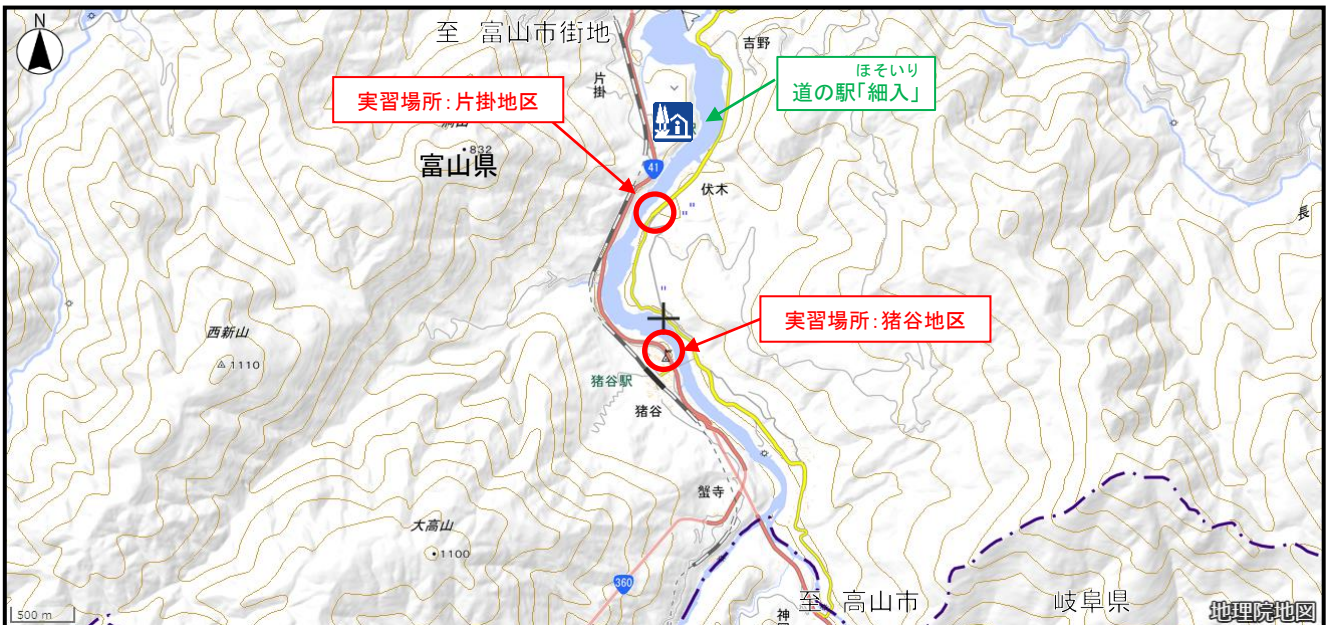 N
至 富山市街地
吉野
片掛
ほそいり
道の駅「細入」
実習場所:片掛地区
・832
富山県
41
伏木
長
実習場所:猪谷地区
西新山
1110
猪谷駅
猪谷
蟹寺
大高山
・1100
360
至 高山市
岐阜県
神
500 m
地理院地図